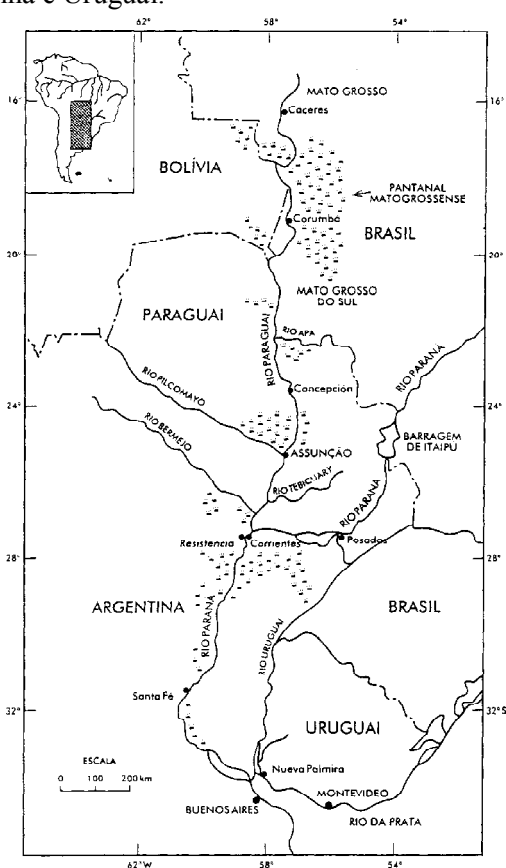 62° 58° 54°
MATO GROSSO
16° 16°
Cáceres
BOLÍVIA
PANTANAL
MATOGROSSENSE
Corumbá
BRASIL
20° 20°
MATO GROSSO
DO SUL
PARAGUAI
RIO PARAGUAI
RIO APA
RIO PARANÁ
RIO PILCOMAYO
Concepción
24° 24°
RIO BERMEJO
BARRAGEM
DE ITAIPU
ASSUNÇÃO
RIO TEBICUARY
RIO PARANÁ
Resistencia
Corrientes
Posadas
28° 28°
ARGENTINA
RIO PARANÁ
BRASIL
RIO URUGUAI
Santa Fé
32° 32°S
URUGUAI
ESCALA
0 100 200 km
Nueva Palmira
MONTEVIDEO
BUENOS AIRES
RIO DA PRATA
62°W 58° 54°